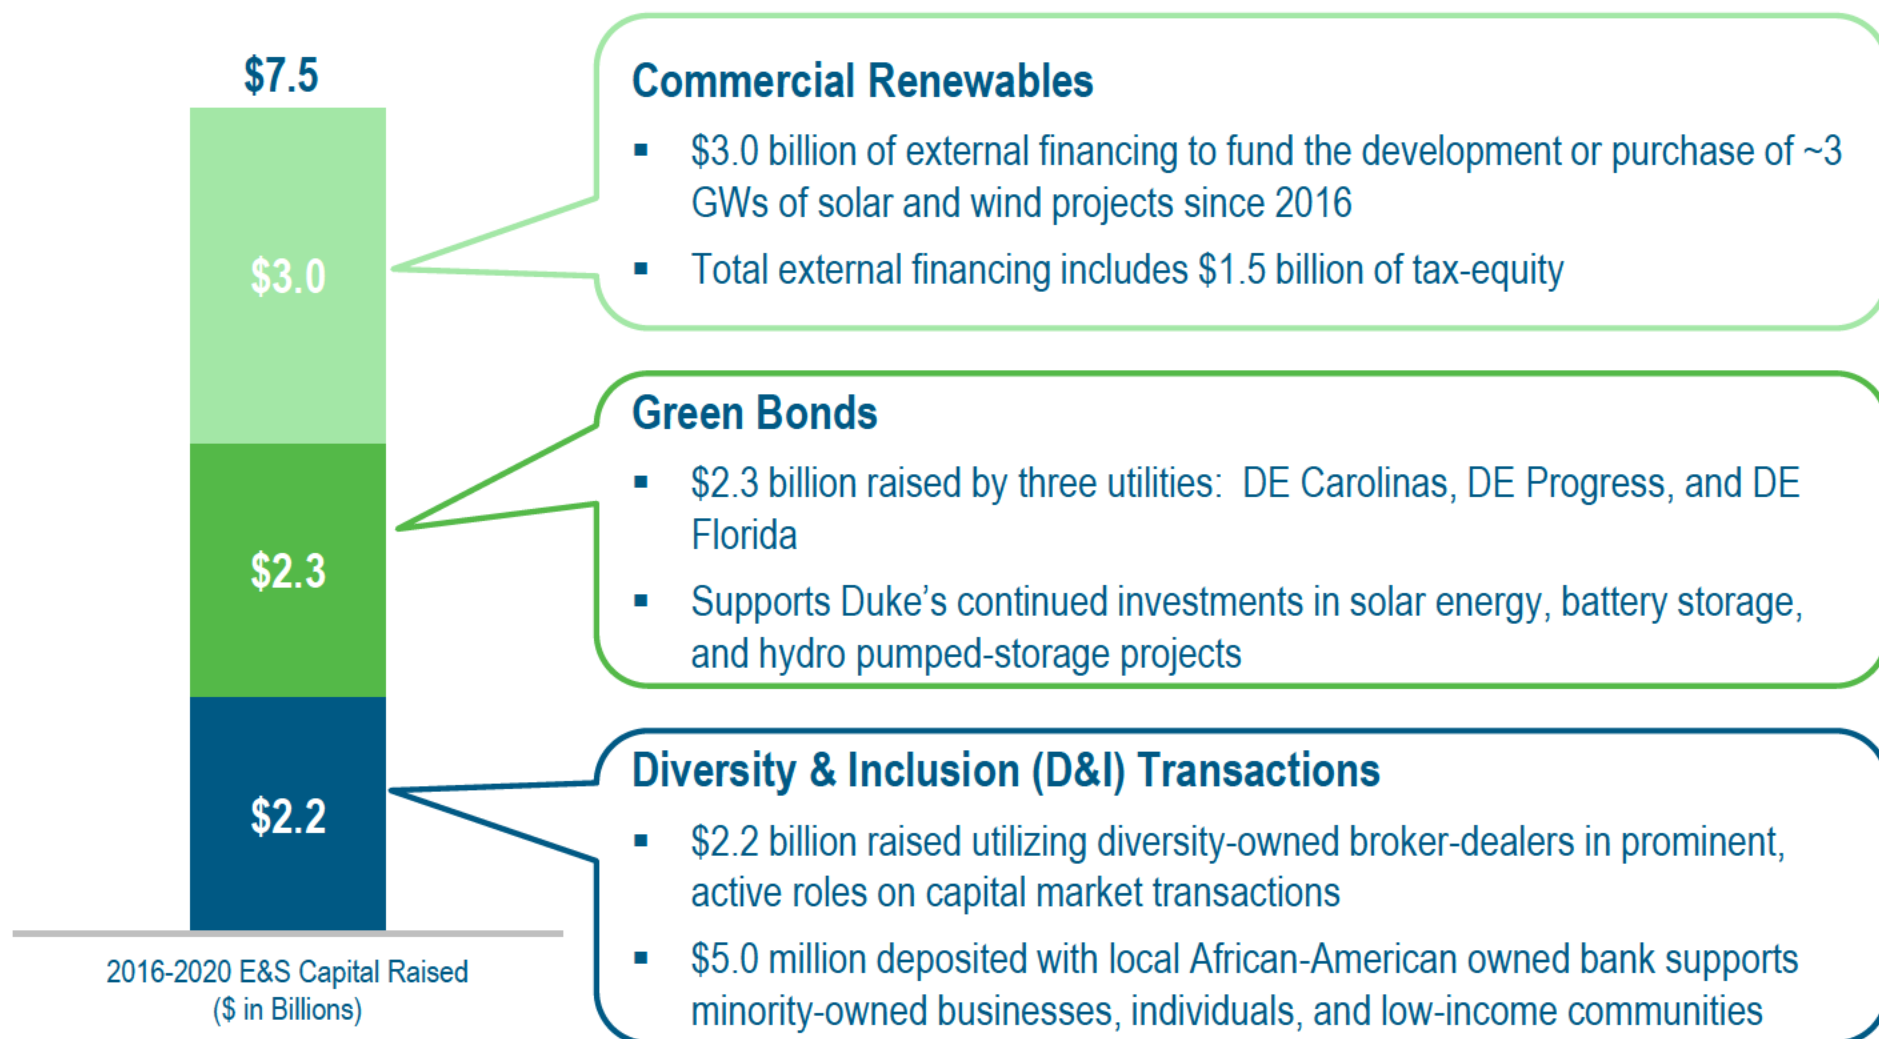 $7.5
$3.0
$2.3
$2.2
2016-2020 E&S Capital Raised
($ in Billions)
Commercial Renewables
▪ $3.0 billion of external financing to fund the development or purchase of ~3
GWs of solar and wind projects since 2016
▪ Total external financing includes $1.5 billion of tax-equity
Green Bonds
▪ $2.3 billion raised by three utilities:  DE Carolinas, DE Progress, and DE
Florida
▪ Supports Duke’s continued investments in solar energy, battery storage,
and hydro pumped-storage projects
Diversity & Inclusion (D&I) Transactions
▪ $2.2 billion raised utilizing diversity-owned broker-dealers in prominent,
active roles on capital market transactions
▪ $5.0 million deposited with local African-American owned bank supports
minority-owned businesses, individuals, and low-income communities